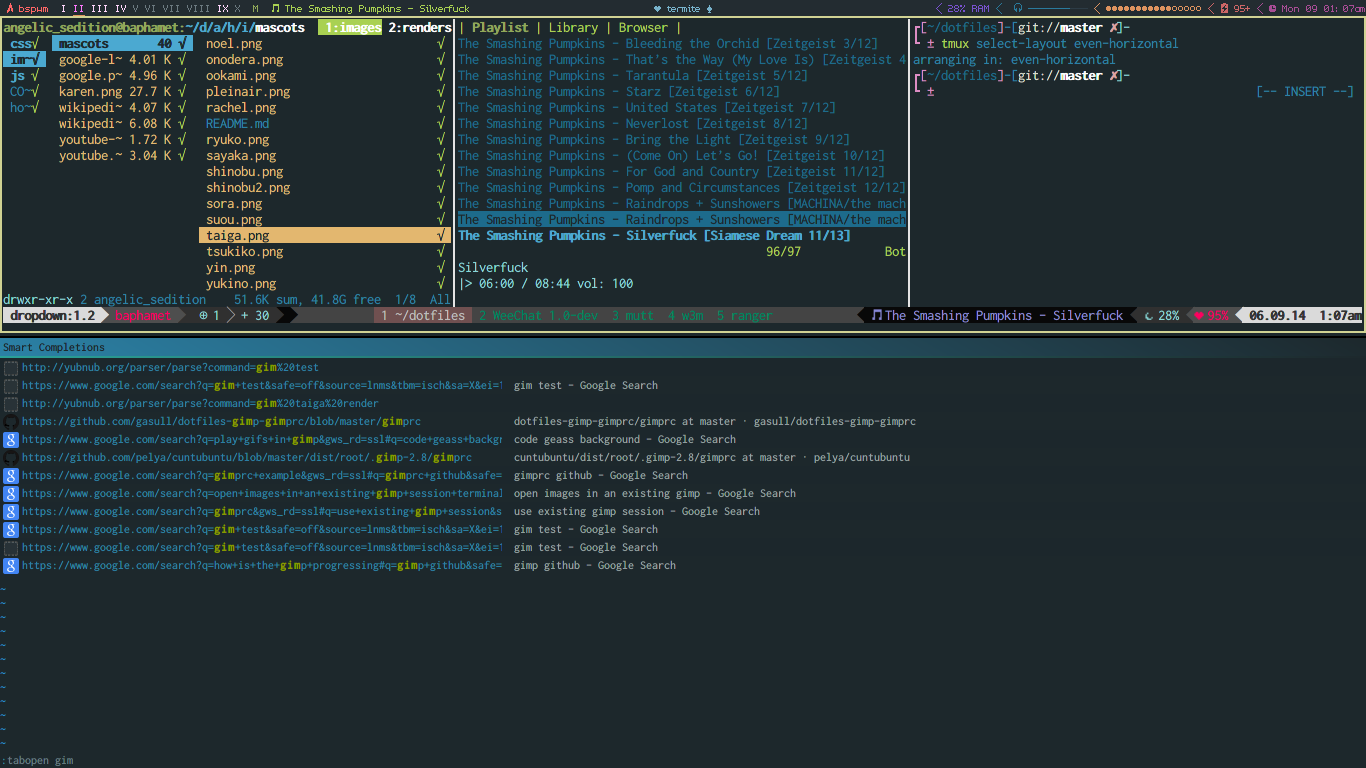 bspwm I II III IV V VI VII VIII IX X M The Smashing Pumpkins - Silverfuck termite 28% RAM 95+ Mon 09 01: 07am
angelic_sedition@baphamet:~/d/a/h/i/mascots 1:images 2:renders
css√ mascots 40 √ noel.png √
im~√ google-l~ 4.01 K √ onodera.png √
js √ google.p~ 4.96 K √ ookami.png √
CO~√ karen.png 27.7 K √ pleinair.png √
ho~√ wikipedi~ 4.07 K √ rachel.png √
wikipedi~ 6.08 K √ README.md √
youtube-~ 1.72 K √ ryuko.png √
youtube.~ 3.04 K √ sayaka.png √
shinobu.png √
shinobu2.png √
sora.png √
suou.png √
taiga.png √
tsukiko.png √
yin.png √
yukino.png √
drwxr-xr-x 2 angelic_sedition 51.6K sum, 41.8G free 1/8 All
| Playlist | Library | Browser |
The Smashing Pumpkins - Bleeding the Orchid [Zeitgeist 3/12]
The Smashing Pumpkins - That's the Way (My Love Is) [Zeitgeist 4
The Smashing Pumpkins - Tarantula [Zeitgeist 5/12]
The Smashing Pumpkins - Starz [Zeitgeist 6/12]
The Smashing Pumpkins - United States [Zeitgeist 7/12]
The Smashing Pumpkins - Neverlost [Zeitgeist 8/12]
The Smashing Pumpkins - Bring the Light [Zeitgeist 9/12]
The Smashing Pumpkins - (Come On) Let's Go! [Zeitgeist 10/12]
The Smashing Pumpkins - For God and Country [Zeitgeist 11/12]
The Smashing Pumpkins - Pomp and Circumstances [Zeitgeist 12/12]
The Smashing Pumpkins - Raindrops + Sunshowers [MACHINA/the mach
The Smashing Pumpkins - Raindrops + Sunshowers [MACHINA/the mach
The Smashing Pumpkins - Silverfuck [Siamese Dream 11/13]
96/97 Bot
Silverfuck
|> 06:00 / 08:44 vol: 100
[~/dotfiles]-[git://master ✗]-
± tmux select-layout even-horizontal
arranging in: even-horizontal
[~/dotfiles]-[git://master ✗]-
± [-- INSERT --]
dropdown:1.2 baphamet ⊕ 1 + 30 1 ~/dotfiles 2 WeeChat 1.0-dev 3 mutt 4 w3m 5 ranger The Smashing Pumpkins - Silverfuck 28% ♥ 95% 06.09.14 1:07am
Smart Completions
http://yubnub.org/parser/parse?command=gim%20test
https://www.google.com/search?q=gim+test&safe=off&source=lnms&tbm=isch&sa=X&ei=1 gim test - Google Search
http://yubnub.org/parser/parse?command=gim%20taiga%20render
https://github.com/gasull/dotfiles-gimp-gimprc/blob/master/gimprc dotfiles-gimp-gimprc/gimprc at master · gasull/dotfiles-gimp-gimprc
https://www.google.com/search?q=play+gifs+in+gimp&gws_rd=ssl#q=code+geass+backgr code geass background - Google Search
https://github.com/pelya/cuntubuntu/blob/master/dist/root/.gimp-2.8/gimprc cuntubuntu/dist/root/.gimp-2.8/gimprc at master · pelya/cuntubuntu
https://www.google.com/search?q=gimprc+example&gws_rd=ssl#q=gimprc+github&safe= gimprc github - Google Search
https://www.google.com/search?q=open+images+in+an+existing+gimp+session+terminal open images in an existing gimp - Google Search
https://www.google.com/search?q=gimprc&gws_rd=ssl#q=use+existing+gimp+session&s use existing gimp session - Google Search
https://www.google.com/search?q=gim+test&safe=off&source=lnms&tbm=isch&sa=X&ei=1 gim test - Google Search
https://www.google.com/search?q=gim+test&safe=off&source=lnms&tbm=isch&sa=X&ei=1 gim test - Google Search
https://www.google.com/search?q=how+is+the+gimp+progressing#q=gimp+github&safe= gimp github - Google Search
~
~
~
~
~
~
~
~
~
~
~
~
:tabopen gim